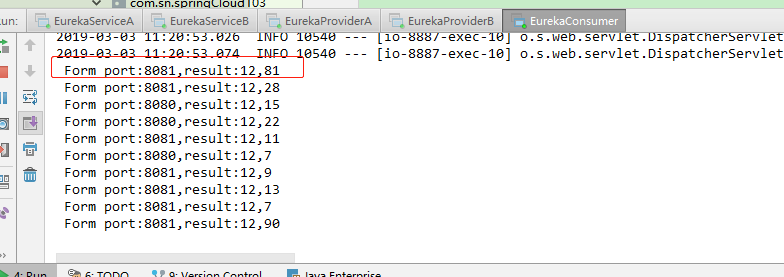 com.sn.springCloud103
un: EurekaServiceA EurekaServiceB EurekaProviderA EurekaProviderB EurekaConsumer
2019-03-03 11:20:53.026 INFO 10540 --- [io-8887-exec-10] o.s.web.servlet.DispatcherServlet
2019-03-03 11:20:53.074 INFO 10540 --- [io-8887-exec-10] o.s.web.servlet.DispatcherServlet
Form port:8081,result:12,81
Form port:8081,result:12,28
Form port:8080,result:12,15
Form port:8080,result:12,22
Form port:8081,result:12,11
Form port:8080,result:12,7
Form port:8081,result:12,9
Form port:8081,result:12,13
Form port:8081,result:12,7
Form port:8081,result:12,90
4: Run 6: TODO 9: Version Control Java Enterprise